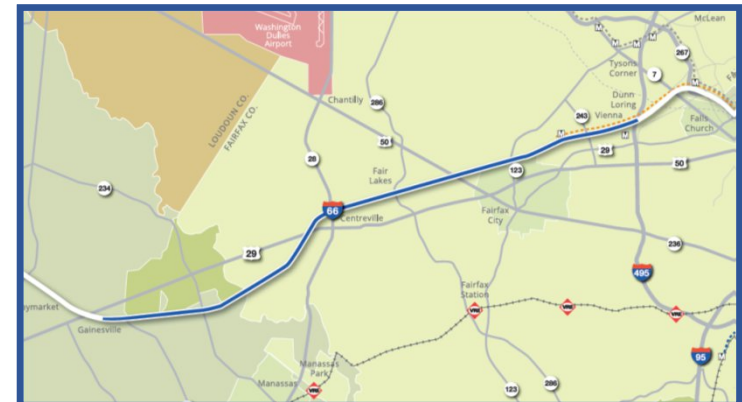 McLean
Washington
Dulles
Airport
267
M
M
M
M
Tysons
Corner
7
M
LOUDOUN CO.
FAIRFAX CO.
Chantilly
286
Dunn
Loring
243
Vienna
M
M
Falls
Church
50
29
50
28
Fair
Lakes
123
234
66
Centreville
Fairfax
City
29
236
495
Fairfax
Station
VRE
VRE
VRE
ymarket
Gainesville
95
M
Manassas
Park
Manassas
VRE
123
286